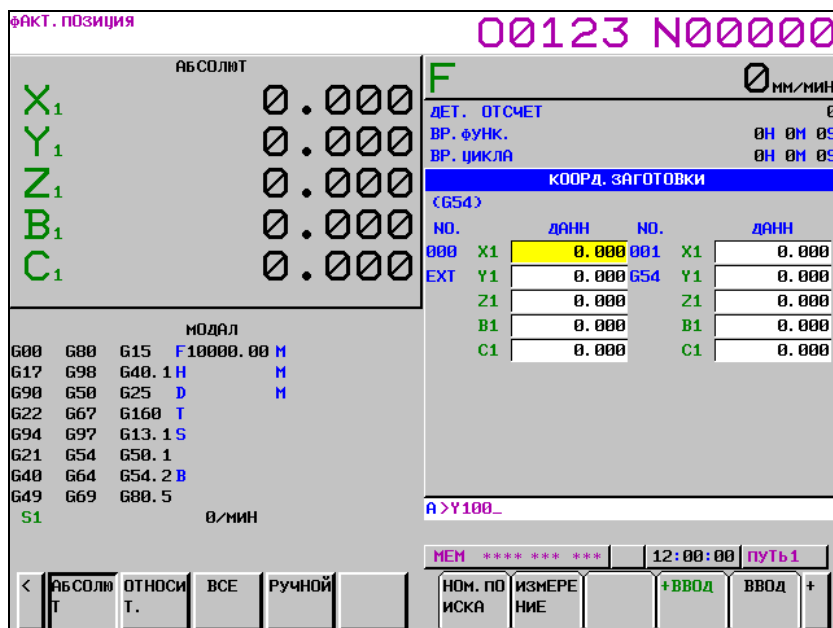 ФАКТ. ПОЗИЦИЯ
O0123 N00000
АБСОЛЮТ
X1 0.000
Y1 0.000
Z1 0.000
B1 0.000
C1 0.000
F 0 ММ/МИН
ДЕТ. ОТСЧЕТ 0
ВР. ФУНК. 0H 0M 0S
ВР. ЦИКЛА 0H 0M 0S
КООРД. ЗАГОТОВКИ
(G54)
NO. ДАНН NO. ДАНН
000 X1 0.000 001 X1 0.000
EXT Y1 0.000 G54 Y1 0.000
Z1 0.000 Z1 0.000
B1 0.000 B1 0.000
C1 0.000 C1 0.000
МОДАЛ
G00 G80 G15 F10000.00 M
G17 G98 G40.1 H M
G90 G50 G25 D M
G22 G67 G160 T
G94 G97 G13.1 S
G21 G54 G50.1
G40 G64 G54.2 B
G49 G69 G80.5
S1 0/МИН
A>Y100_
MEM **** *** *** 12:00:00 ПУТЬ1
< АБСОЛЮТ ОТНОСИТ. ВСЕ РУЧНОЙ
НОМ.ПОИСКА ИЗМЕРЕНИЕ +ВВОД ВВОД +